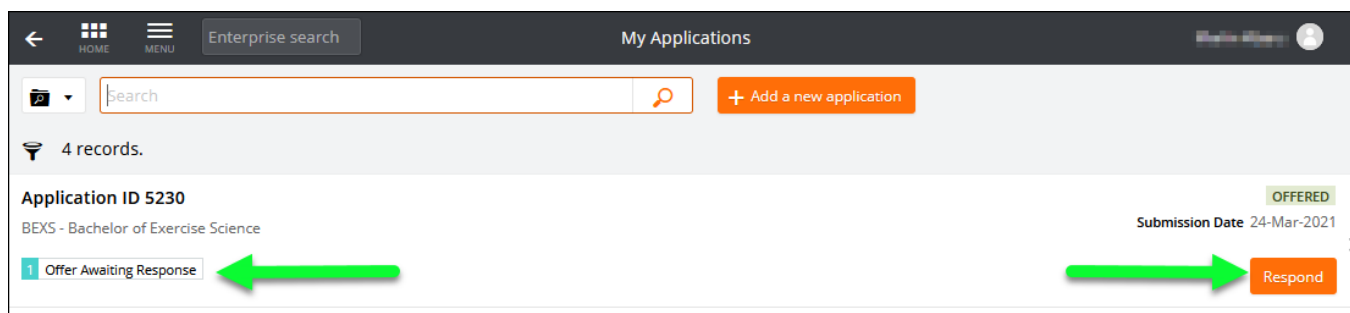 HOME MENU Enterprise search My Applications
Search + Add a new application
4 records.
Application ID 5230 OFFERED
BEXS - Bachelor of Exercise Science Submission Date 24-Mar-2021
1 Offer Awaiting Response Respond